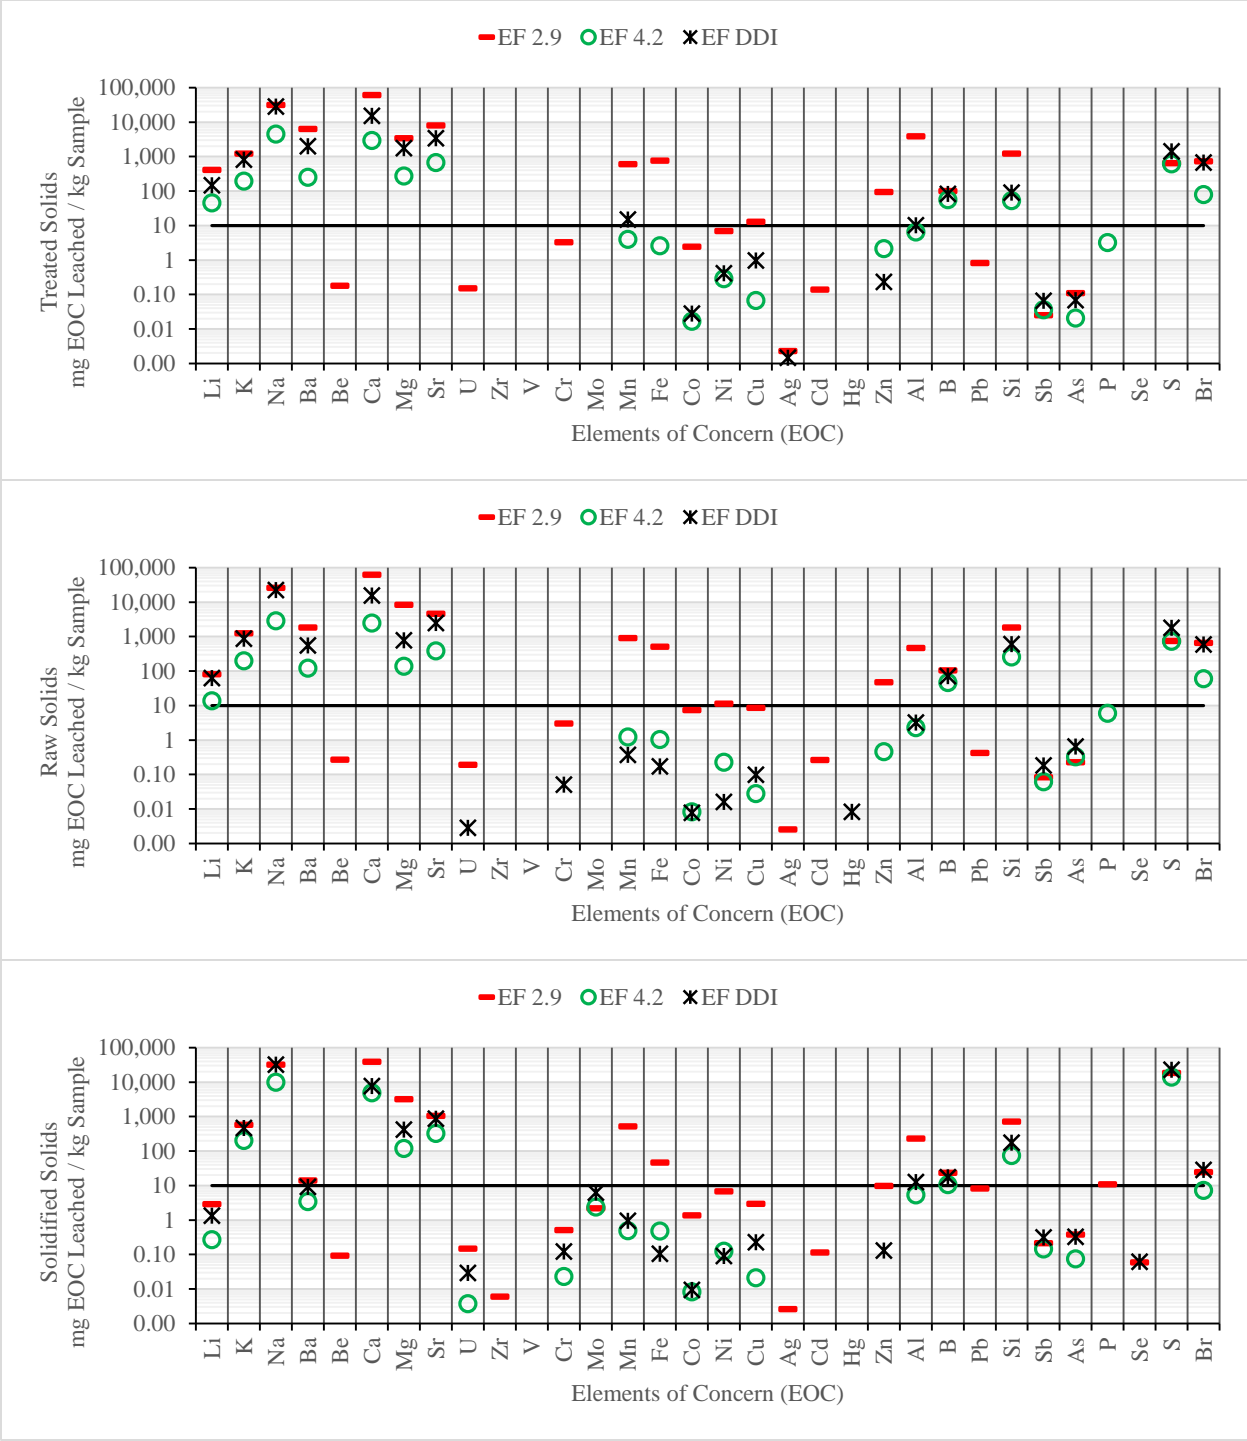 EF 2.9 EF 4.2 EF DDI
Treated Solids
mg EOC Leached / kg Sample
100,000
10,000
1,000
100
10
1
0.10
0.01
0.00
Li K Na Ba Be Ca Mg Sr U Zr V Cr Mo Mn Fe Co Ni Cu Ag Cd Hg Zn Al B Pb Si Sb As P Se S Br
Elements of Concern (EOC)
EF 2.9 EF 4.2 EF DDI
Raw Solids
mg EOC Leached / kg Sample
100,000
10,000
1,000
100
10
1
0.10
0.01
0.00
Li K Na Ba Be Ca Mg Sr U Zr V Cr Mo Mn Fe Co Ni Cu Ag Cd Hg Zn Al B Pb Si Sb As P Se S Br
Elements of Concern (EOC)
EF 2.9 EF 4.2 EF DDI
Solidified Solids
mg EOC Leached / kg Sample
100,000
10,000
1,000
100
10
1
0.10
0.01
0.00
Li K Na Ba Be Ca Mg Sr U Zr V Cr Mo Mn Fe Co Ni Cu Ag Cd Hg Zn Al B Pb Si Sb As P Se S Br
Elements of Concern (EOC)